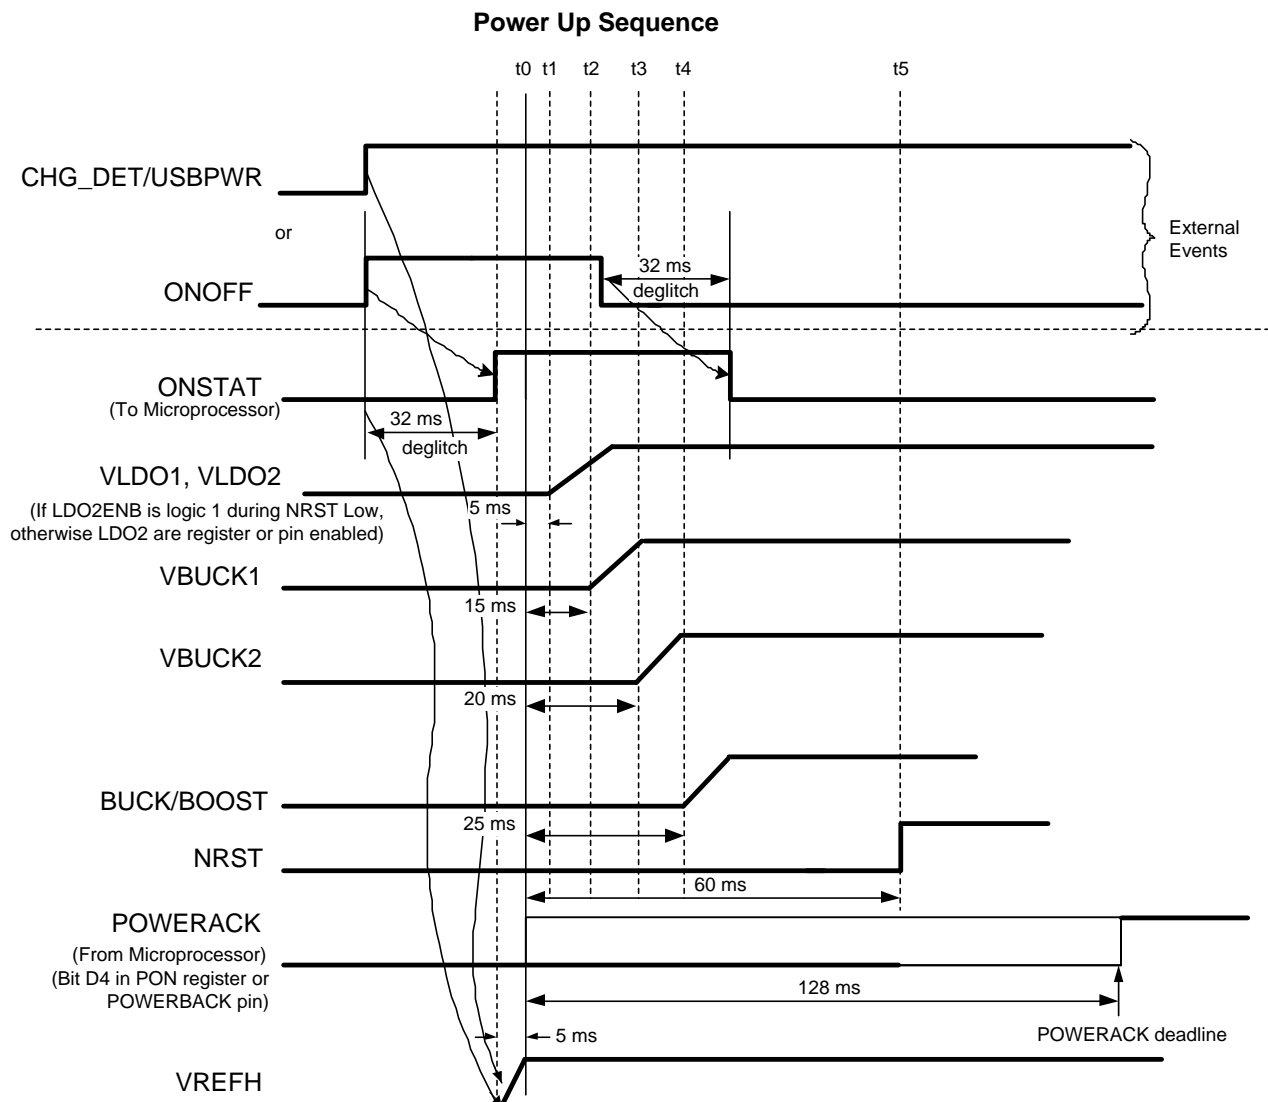 Power Up Sequence
t0 t1 t2 t3 t4 t5
CHG_DET/USBPWR
or
External
Events
ONOFF
32 ms
deglitch
ONSTAT
(To Microprocessor)
32 ms
deglitch
VLDO1, VLDO2
(If LDO2ENB is logic 1 during NRST Low,
otherwise LDO2 are register or pin enabled)
5 ms
VBUCK1
15 ms
VBUCK2
20 ms
BUCK/BOOST
25 ms
NRST
60 ms
POWERACK
(From Microprocessor)
(Bit D4 in PON register or
POWERBACK pin)
128 ms
POWERACK deadline
5 ms
VREFH